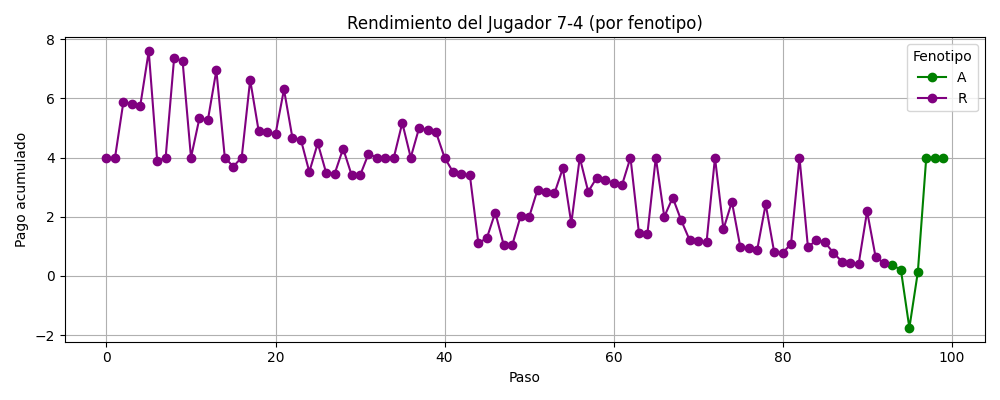 Rendimiento del Jugador 7-4 (por fenotipo)
Pago acumulado
8
6
4
2
0
−2
Fenotipo
A
R
0 20 40 60 80 100
Paso